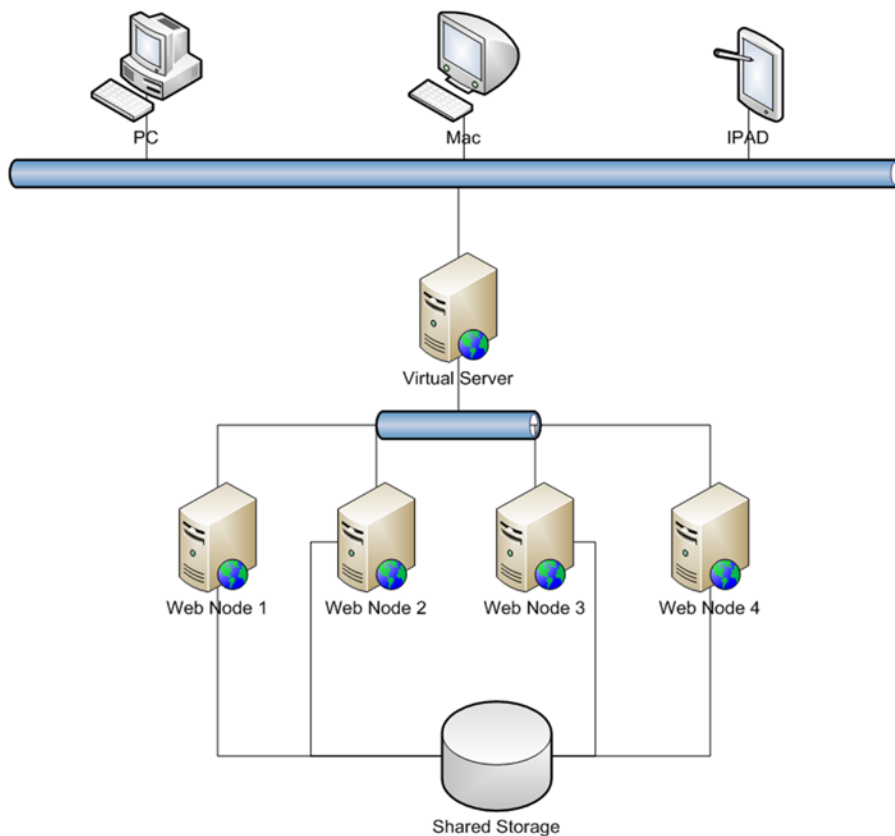 PC
Mac
IPAD
Virtual Server
Web Node 1
Web Node 2
Web Node 3
Web Node 4
Shared Storage